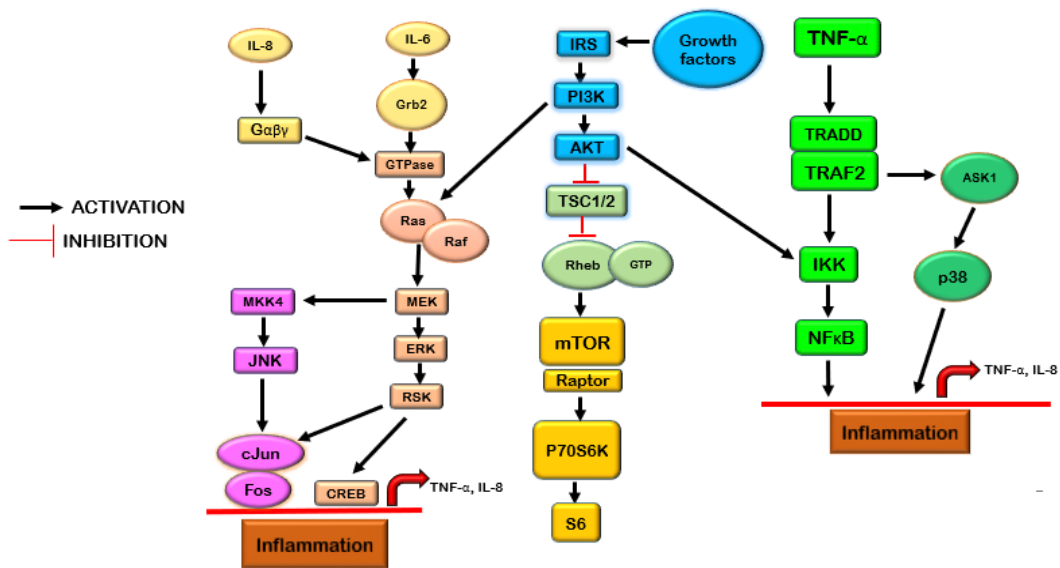 IL-8
IL-6
IRS
Growth
factors
TNF-α
Gαβγ
Grb2
PI3K
TRADD
GTPase
AKT
TRAF2
ASK1
ACTIVATION
INHIBITION
Ras
Raf
TSC1/2
Rheb
GTP
IKK
p38
MKK4
MEK
mTOR
NFκB
JNK
ERK
Raptor
TNF-α, IL-8
RSK
P70S6K
Inflammation
cJun
Fos
CREB
TNF-α, IL-8
S6
Inflammation